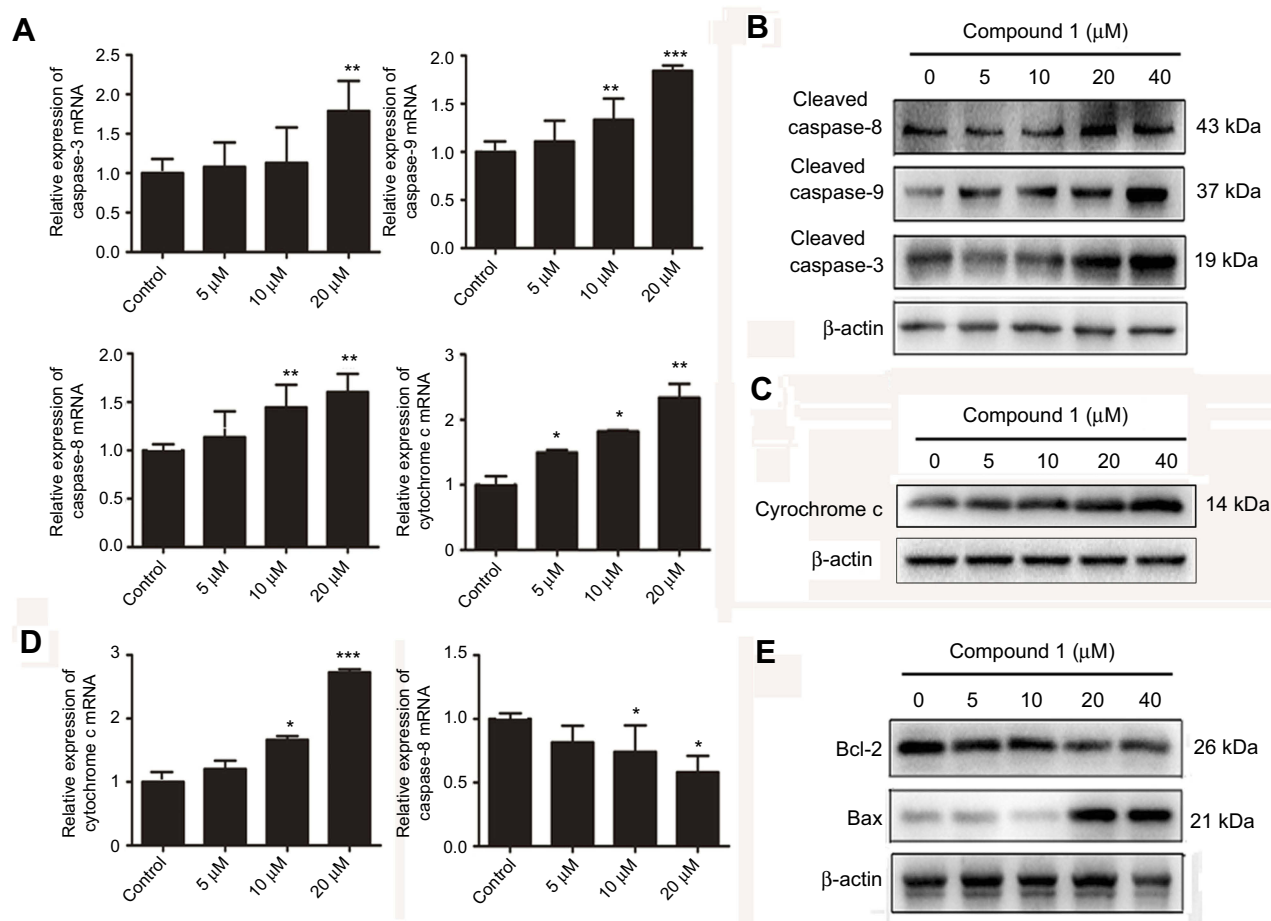 A
Relative expression of
caspase-3 mRNA
2.5
2.0
1.5
1.0
0.5
0.0
Control
5 μM
10 μM
20 μM
**
Relative expression of
caspase-9 mRNA
2.0
1.5
1.0
0.5
0.0
Control
5 μM
10 μM
20 μM
**
***
Relative expression of
caspase-8 mRNA
2.0
1.5
1.0
0.5
0.0
Control
5 μM
10 μM
20 μM
**
**
Relative expression of
cytochrome c mRNA
3
2
1
0
Control
5 μM
10 μM
20 μM
*
*
**
B
Compound 1 (μM)
0 5 10 20 40
Cleaved
caspase-8
43 kDa
Cleaved
caspase-9
37 kDa
Cleaved
caspase-3
19 kDa
β-actin
C
Compound 1 (μM)
0 5 10 20 40
Cyrochrome c
14 kDa
β-actin
D
Relative expression of
cytochrome c mRNA
3
2
1
0
Control
5 μM
10 μM
20 μM
*
***
Relative expression of
caspase-8 mRNA
1.5
1.0
0.5
0.0
Control
5 μM
10 μM
20 μM
*
*
E
Compound 1 (μM)
0 5 10 20 40
Bcl-2
26 kDa
Bax
21 kDa
β-actin